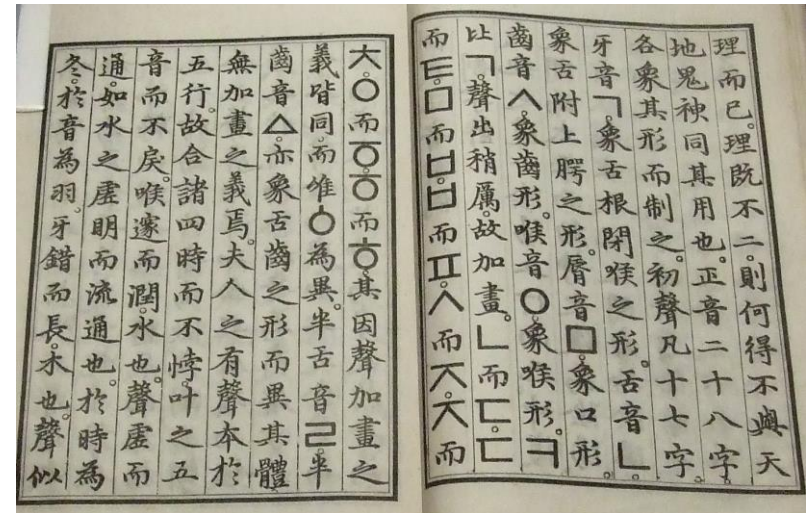 理而已。理既不二。則何得不與天
地鬼神同其用也。正音二十八字。
各象其形而制之。初聲凡十七字。
牙音ㄱ。象舌根閉喉之形。舌音ㄴ。
象舌附上腭之形。脣音ㅁ。象口形。
齒音ㅅ。象齒形。喉音ㅇ。象喉形。ㅋ
比ㄱ。聲出稍厲。故加畫。ㄴ而ㄷ。ㄷ
而ㅌ。ㅁ而ㅂ。ㅂ而ㅍ。ㅅ而ㅈ。ㅈ而
ㅊ。ㅇ而ㆆ。ㆆ而ㅎ。其因聲加畫之
義皆同。而唯ㆁ為異。半舌音ㄹ。半
齒音ㅿ。亦象舌齒之形而異其體。
無加畫之義焉。夫人之有聲本於
五行。故合諸四時而不悖。叶之五
音而不戾。喉邃而潤。水也。聲虛而
通。如水之虛明而流通也。於時為
冬。於音為羽。牙錯而長。木也。聲似